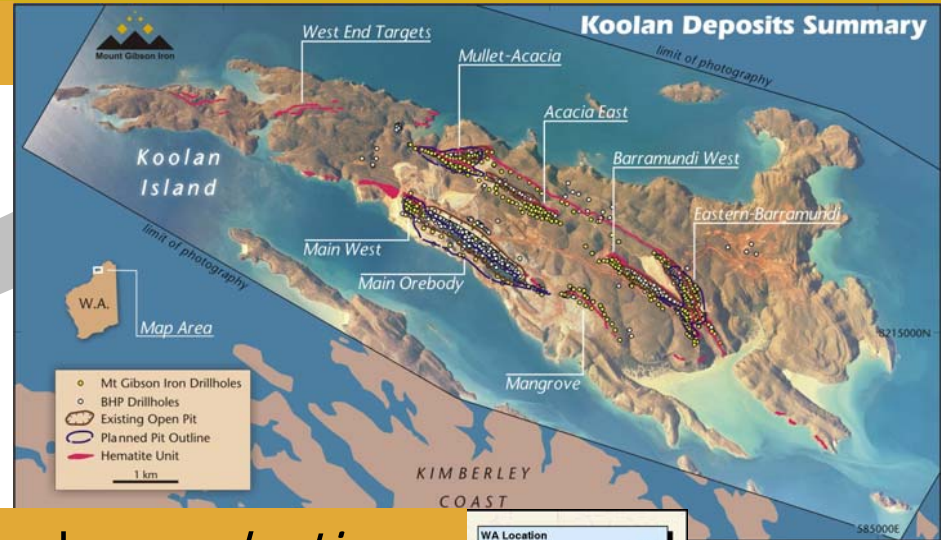 Koolan Deposits Summary
Mount Gibson Iron
West End Targets
limit of photography
Mullet-Acacia
Acacia East
Barramundi West
Koolan
Island
Eastern-Barramundi
limit of photography
Main West
Main Orebody
W.A.
Map Area
8215000N
Mangrove
Mt Gibson Iron Drillholes
BHP Drillholes
Existing Open Pit
Planned Pit Outline
Hematite Unit
1 km
KIMBERLEY
COAST
585000E
WA Location